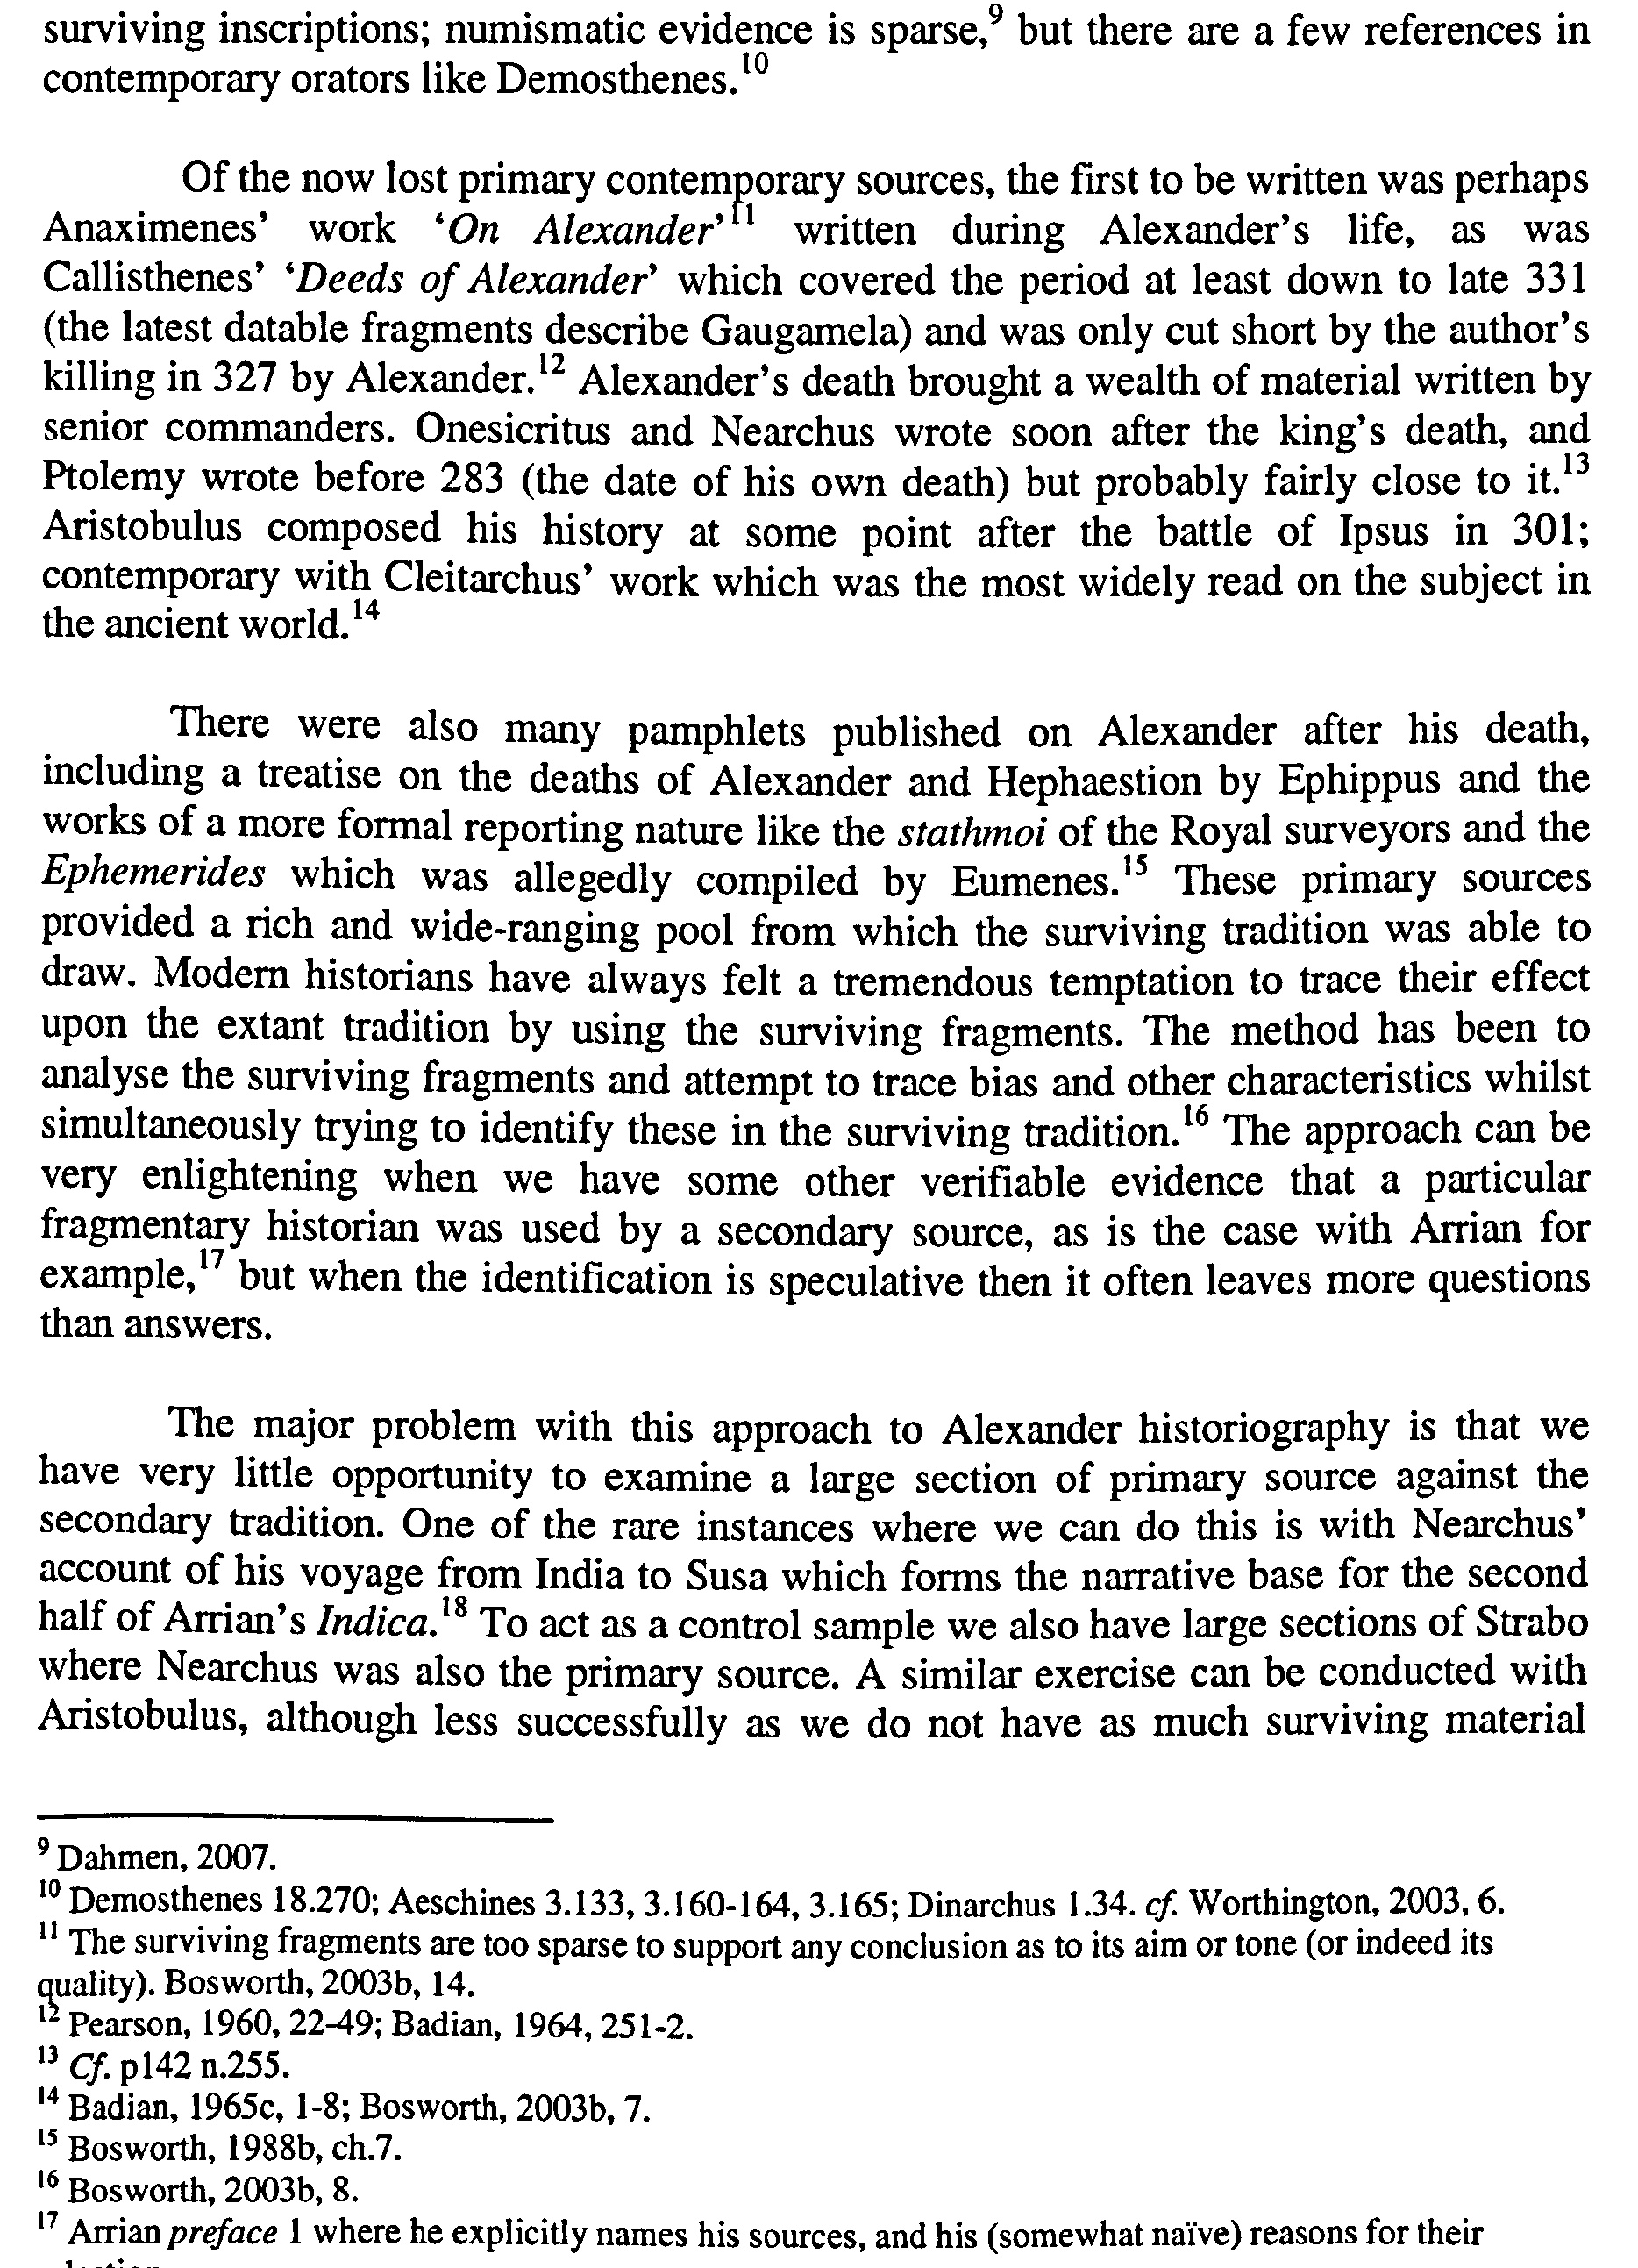 surviving inscriptions; numismatic evidence is sparse,⁹ but there are a few references in
contemporary orators like Demosthenes.¹⁰
Of the now lost primary contemporary sources, the first to be written was perhaps
Anaximenes’ work ‘On Alexander’¹¹ written during Alexander’s life, as was
Callisthenes’ ‘Deeds of Alexander’ which covered the period at least down to late 331
(the latest datable fragments describe Gaugamela) and was only cut short by the author’s
killing in 327 by Alexander.¹² Alexander’s death brought a wealth of material written by
senior commanders. Onesicritus and Nearchus wrote soon after the king’s death, and
Ptolemy wrote before 283 (the date of his own death) but probably fairly close to it.¹³
Aristobulus composed his history at some point after the battle of Ipsus in 301;
contemporary with Cleitarchus’ work which was the most widely read on the subject in
the ancient world.¹⁴
There were also many pamphlets published on Alexander after his death,
including a treatise on the deaths of Alexander and Hephaestion by Ephippus and the
works of a more formal reporting nature like the stathmoi of the Royal surveyors and the
Ephemerides which was allegedly compiled by Eumenes.¹⁵ These primary sources
provided a rich and wide-ranging pool from which the surviving tradition was able to
draw. Modern historians have always felt a tremendous temptation to trace their effect
upon the extant tradition by using the surviving fragments. The method has been to
analyse the surviving fragments and attempt to trace bias and other characteristics whilst
simultaneously trying to identify these in the surviving tradition.¹⁶ The approach can be
very enlightening when we have some other verifiable evidence that a particular
fragmentary historian was used by a secondary source, as is the case with Arrian for
example,¹⁷ but when the identification is speculative then it often leaves more questions
than answers.
The major problem with this approach to Alexander historiography is that we
have very little opportunity to examine a large section of primary source against the
secondary tradition. One of the rare instances where we can do this is with Nearchus’
account of his voyage from India to Susa which forms the narrative base for the second
half of Arrian’s Indica.¹⁸ To act as a control sample we also have large sections of Strabo
where Nearchus was also the primary source. A similar exercise can be conducted with
Aristobulus, although less successfully as we do not have as much surviving material
⁹ Dahmen, 2007.
¹⁰ Demosthenes 18.270; Aeschines 3.133, 3.160-164, 3.165; Dinarchus 1.34. cf. Worthington, 2003, 6.
¹¹ The surviving fragments are too sparse to support any conclusion as to its aim or tone (or indeed its
quality). Bosworth, 2003b, 14.
¹² Pearson, 1960, 22-49; Badian, 1964, 251-2.
¹³ Cf. p142 n.255.
¹⁴ Badian, 1965c, 1-8; Bosworth, 2003b, 7.
¹⁵ Bosworth, 1988b, ch.7.
¹⁶ Bosworth, 2003b, 8.
¹⁷ Arrian preface 1 where he explicitly names his sources, and his (somewhat naïve) reasons for their